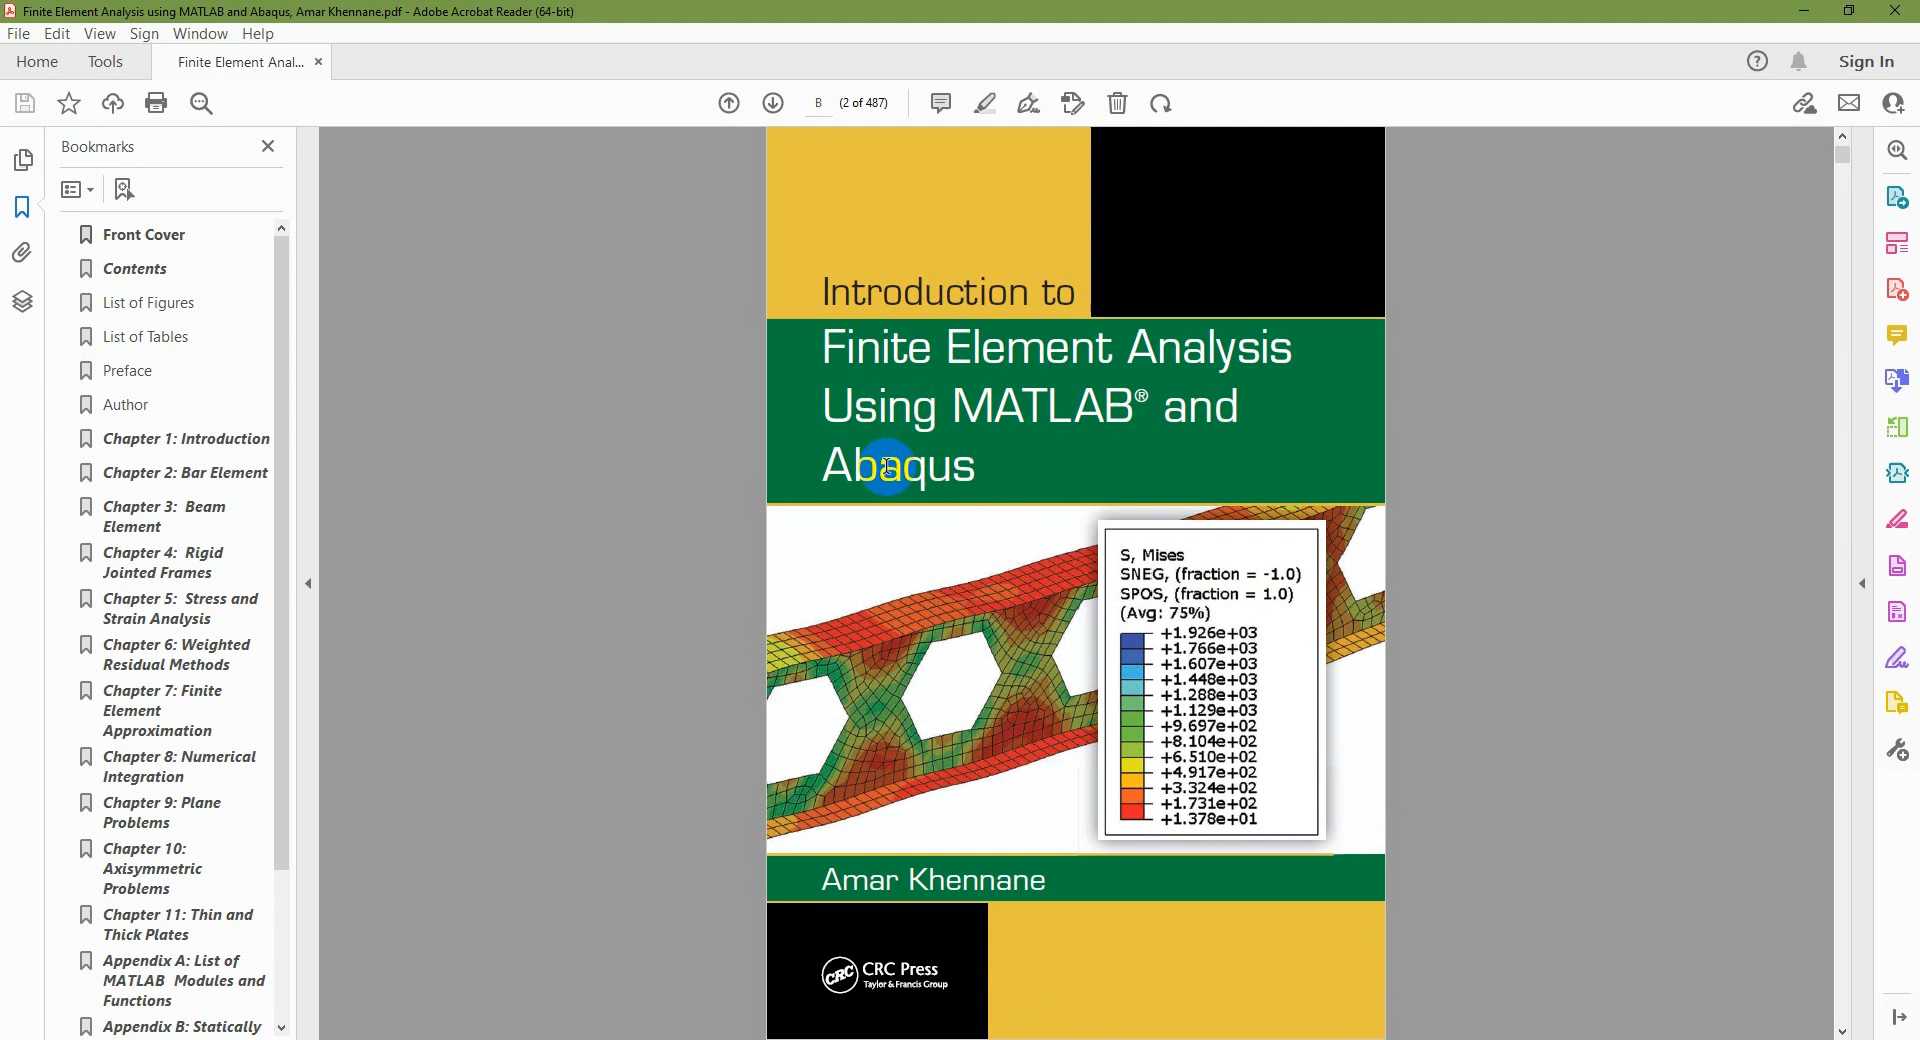 Finite Element Analysis using MATLAB and Abaqus, Amar Khennane.pdf - Adobe Acrobat Reader (64-bit)
File Edit View Sign Window Help
Home Tools Finite Element Anal... ×
Sign In
B (2 of 487)
Bookmarks
Front Cover
Contents
List of Figures
List of Tables
Preface
Author
Chapter 1: Introduction
Chapter 2: Bar Element
Chapter 3: Beam
Element
Chapter 4: Rigid
Jointed Frames
Chapter 5: Stress and
Strain Analysis
Chapter 6: Weighted
Residual Methods
Chapter 7: Finite
Element
Approximation
Chapter 8: Numerical
Integration
Chapter 9: Plane
Problems
Chapter 10:
Axisymmetric
Problems
Chapter 11: Thin and
Thick Plates
Appendix A: List of
MATLAB Modules and
Functions
Appendix B: Statically
Introduction to
Finite Element Analysis
Using MATLAB® and
Abaqus
S, Mises
SNEG, (fraction = -1.0)
SPOS, (fraction = 1.0)
(Avg: 75%)
+1.926e+03
+1.766e+03
+1.607e+03
+1.448e+03
+1.288e+03
+1.129e+03
+9.697e+02
+8.104e+02
+6.510e+02
+4.917e+02
+3.324e+02
+1.731e+02
+1.378e+01
Amar Khennane
CRC
CRC Press
Taylor & Francis Group